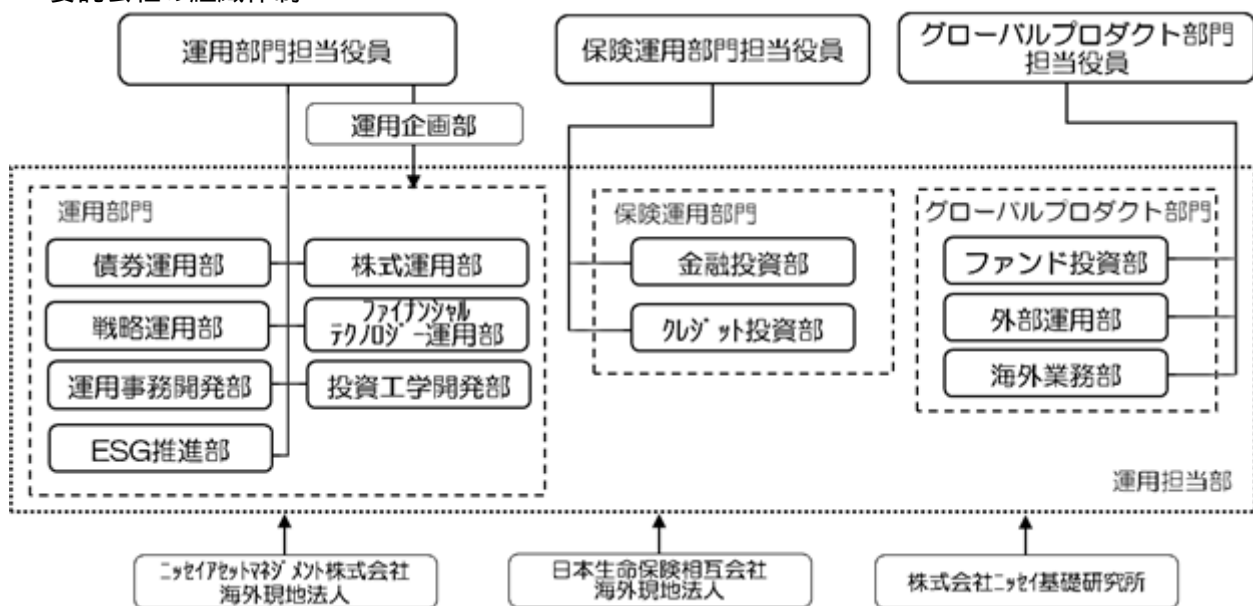 運用部門担当役員
保険運用部門担当役員
グローバルプロダクト部門
担当役員
運用企画部
運用部門
債券運用部
株式運用部
戦略運用部
ファイナンシャル
テクノロジー運用部
運用事務開発部
投資工学開発部
ESG推進部
保険運用部門
金融投資部
クレジット投資部
グローバルプロダクト部門
ファンド投資部
外部運用部
海外業務部
運用担当部
ニッセイアセットマネジメント株式会社
海外現地法人
日本生命保険相互会社
海外現地法人
株式会社ニッセイ基礎研究所